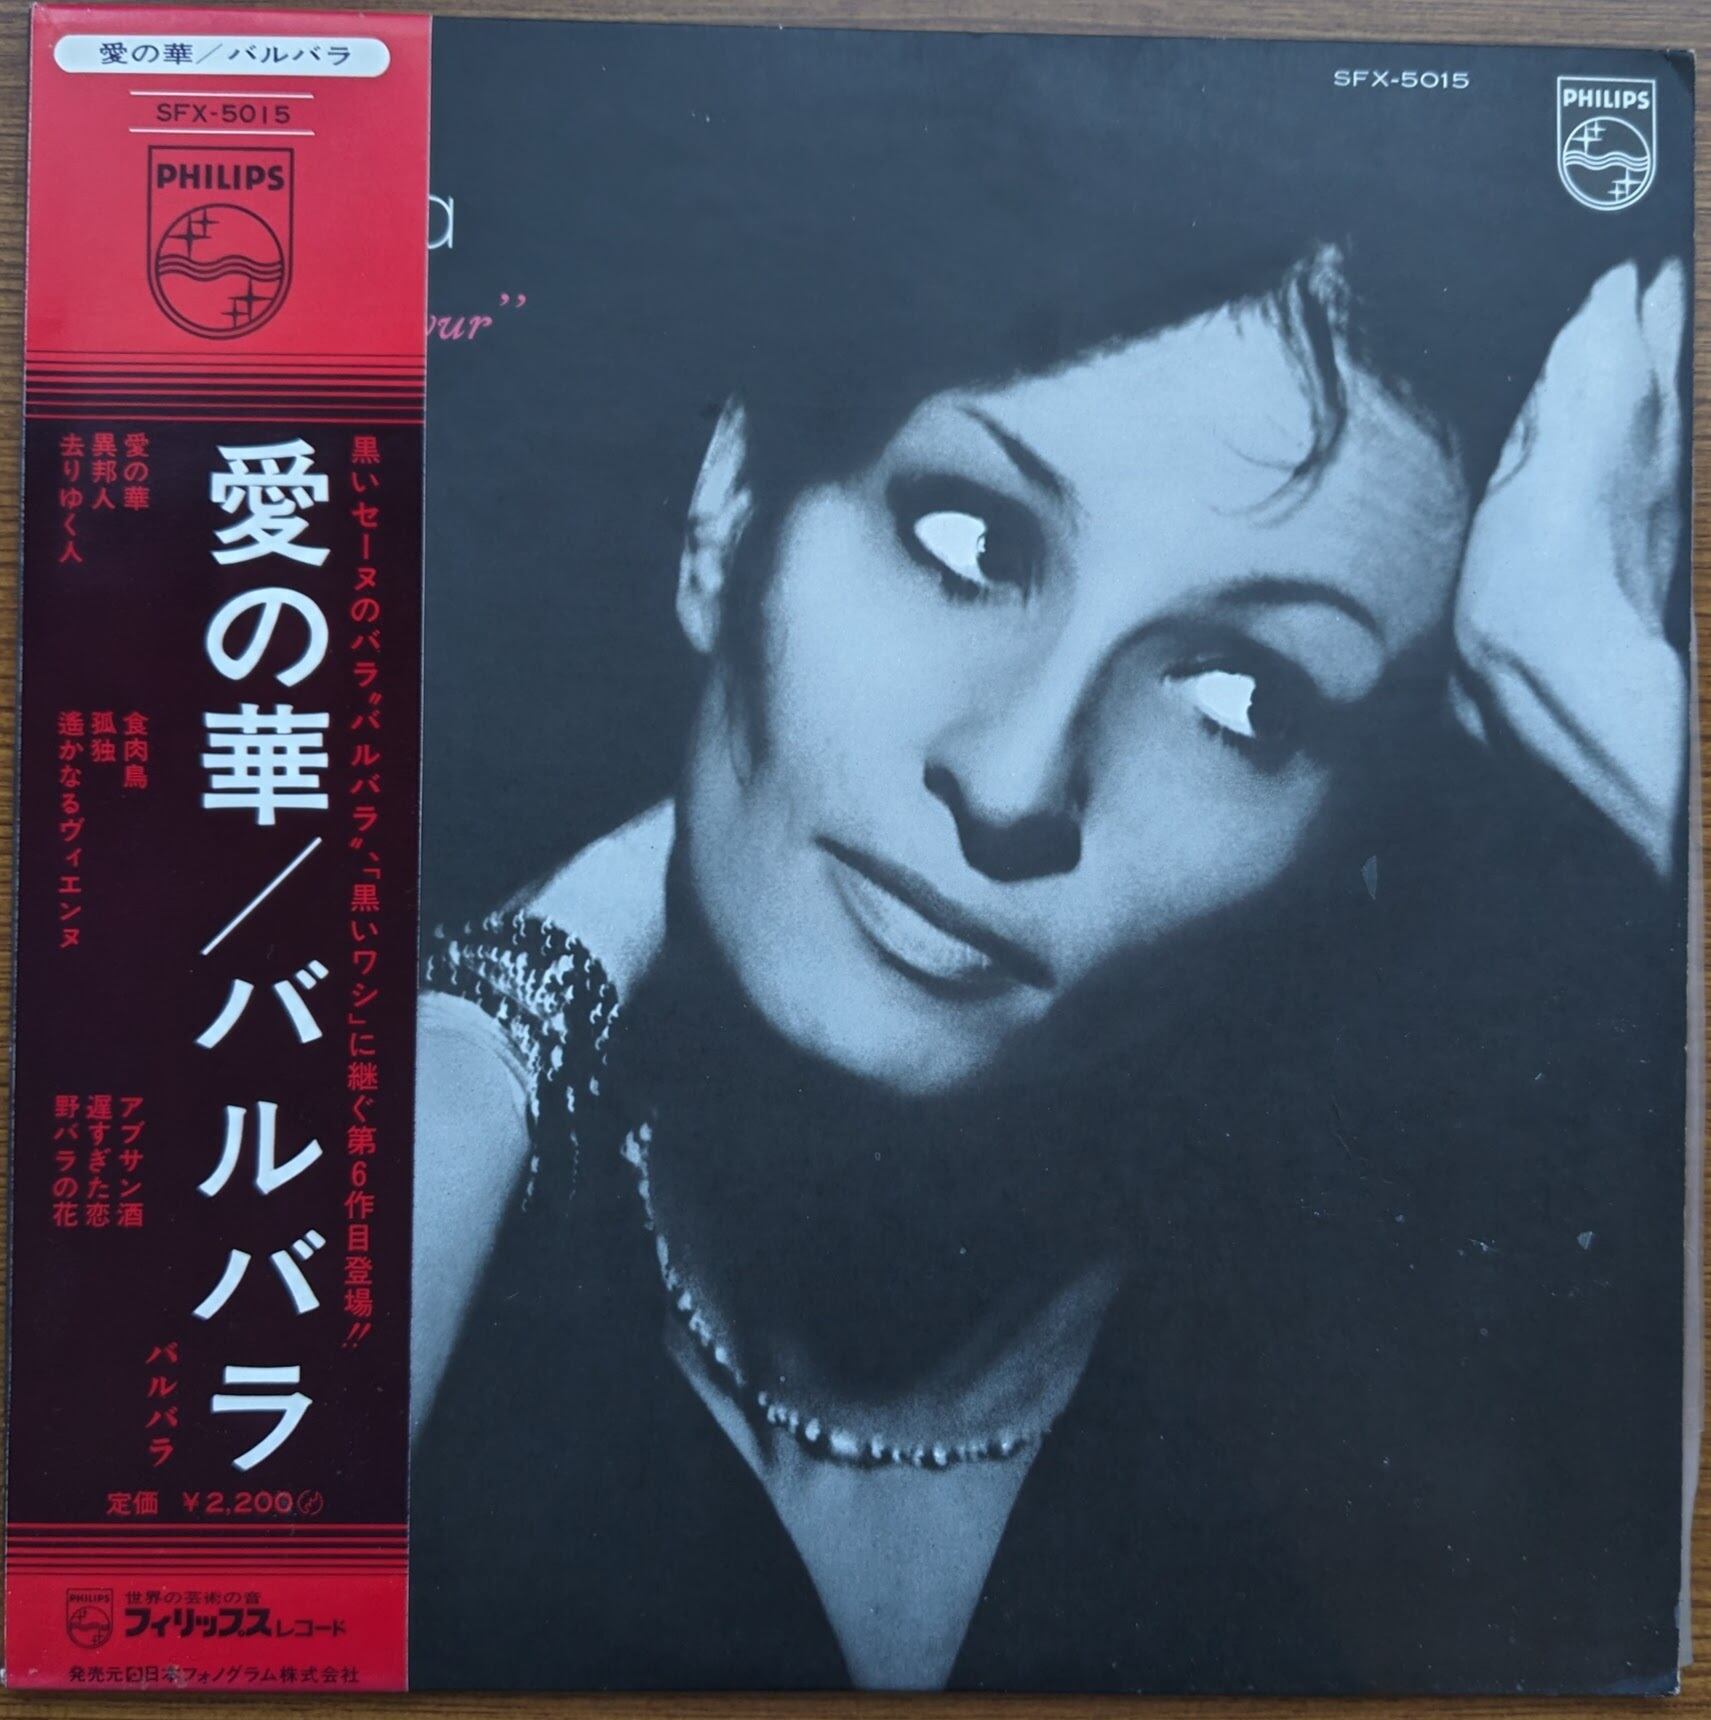 愛の華／バルバラ
SFX-5015
PHILIPS
黒いセーヌのバラ〝バルバラ〟、「黒いワシ」に継ぐ第6作目登場!!
愛の華／バルバラ
バルバラ
愛の華
異邦人
去りゆく人
食肉鳥
孤独
遙かなるヴィエンヌ
アブサン酒
遅すぎた恋
野バラの花
定価 ￥2,200
PHILIPS
世界の芸術の音
フィリップスレコード
発売元 日本フォノグラム株式会社
SFX-5015
PHILIPS
a
our”